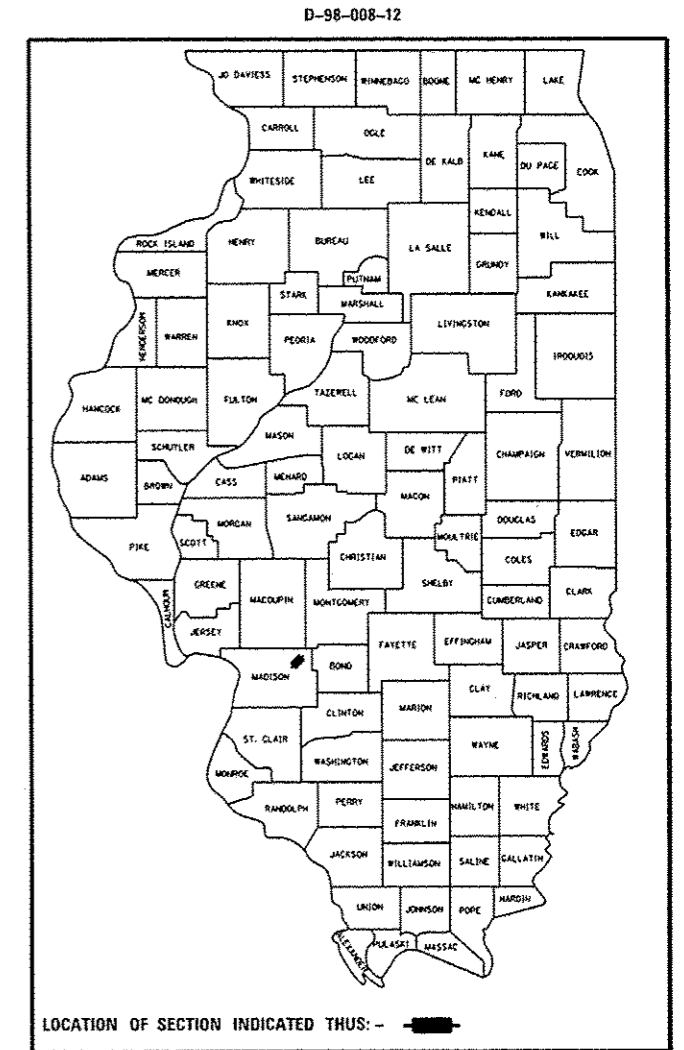 D-98-008-12
JO DAVIESS STEPHENSON WINNEBAGO BOONE MC HENRY LAKE
CARROLL OGLE
DE KALB KANE DU PAGE COOK
WHITESIDE LEE
KENDALL
ROCK ISLAND HENRY BUREAU LA SALLE WILL
GRUNDY
MERCER PUTNAM
STARK MARSHALL KANKAKEE
HENDERSON WARREN KNOX PEORIA WOODFORD LIVINGSTON
IROQUOIS
HANCOCK MC DONOUGH FULTON TAZEWELL MC LEAN FORD
MASON
SCHUYLER LOGAN DE WITT CHAMPAIGN VERMILION
ADAMS BROWN CASS MENARD PIATT
MACON
MORGAN SANGAMON DOUGLAS
PIKE SCOTT MOULTRIE EDGAR
CHRISTIAN COLES
GREENE SHELBY
CALHOUN MACOUPIN MONTGOMERY CUMBERLAND CLARK
JERSEY
FAYETTE EFFINGHAM JASPER CRAWFORD
MADISON BOND
CLAY RICHLAND LAWRENCE
CLINTON MARION
ST. CLAIR WAYNE EDWARDS WABASH
MONROE WASHINGTON JEFFERSON
RANDOLPH PERRY HAMILTON WHITE
FRANKLIN
JACKSON WILLIAMSON SALINE GALLATIN
UNION JOHNSON POPE HARDIN
ALEXANDER PULASKI MASSAC
LOCATION OF SECTION INDICATED THUS: -